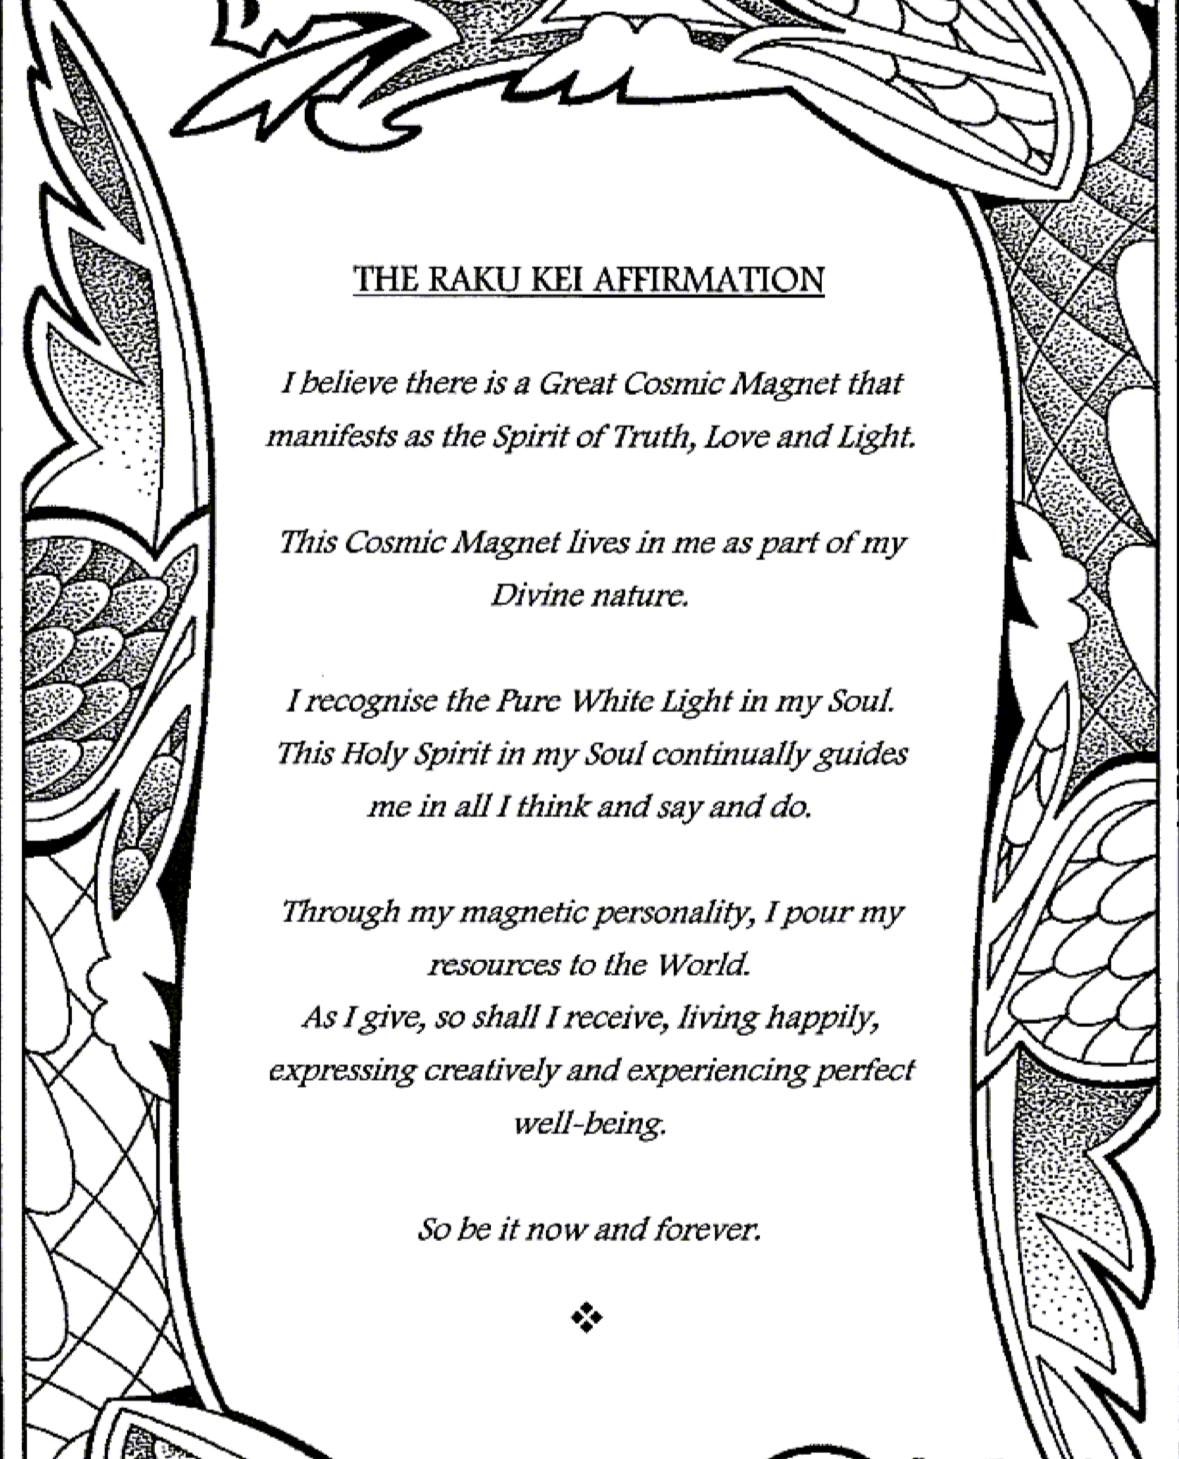 THE RAKU KEI AFFIRMATION
I believe there is a Great Cosmic Magnet that
manifests as the Spirit of Truth, Love and Light.
This Cosmic Magnet lives in me as part of my
Divine nature.
I recognise the Pure White Light in my Soul.
This Holy Spirit in my Soul continually guides
me in all I think and say and do.
Through my magnetic personality, I pour my
resources to the World.
As I give, so shall I receive, living happily,
expressing creatively and experiencing perfect
well-being.
So be it now and forever.